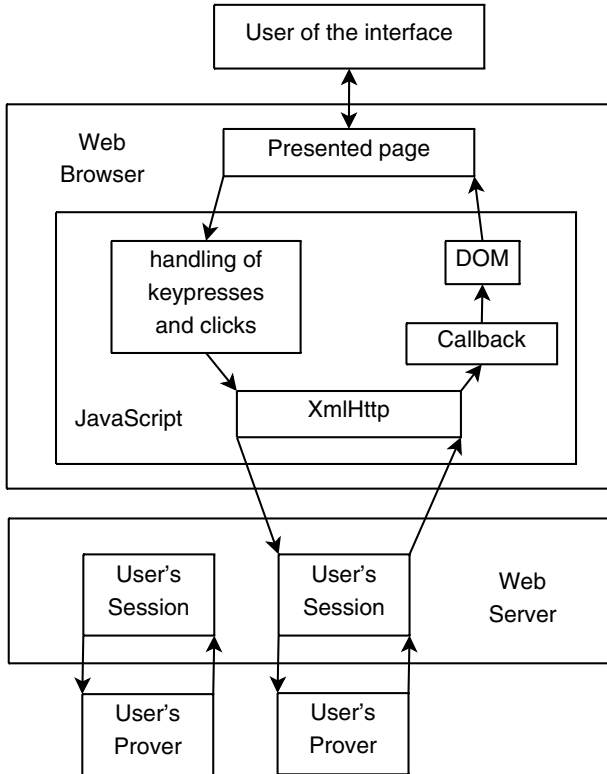 User of the interface
Web
Browser
Presented page
handling of
keypresses
and clicks
DOM
Callback
JavaScript
XmlHttp
User's
Session
User's
Session
Web
Server
User's
Prover
User's
Prover